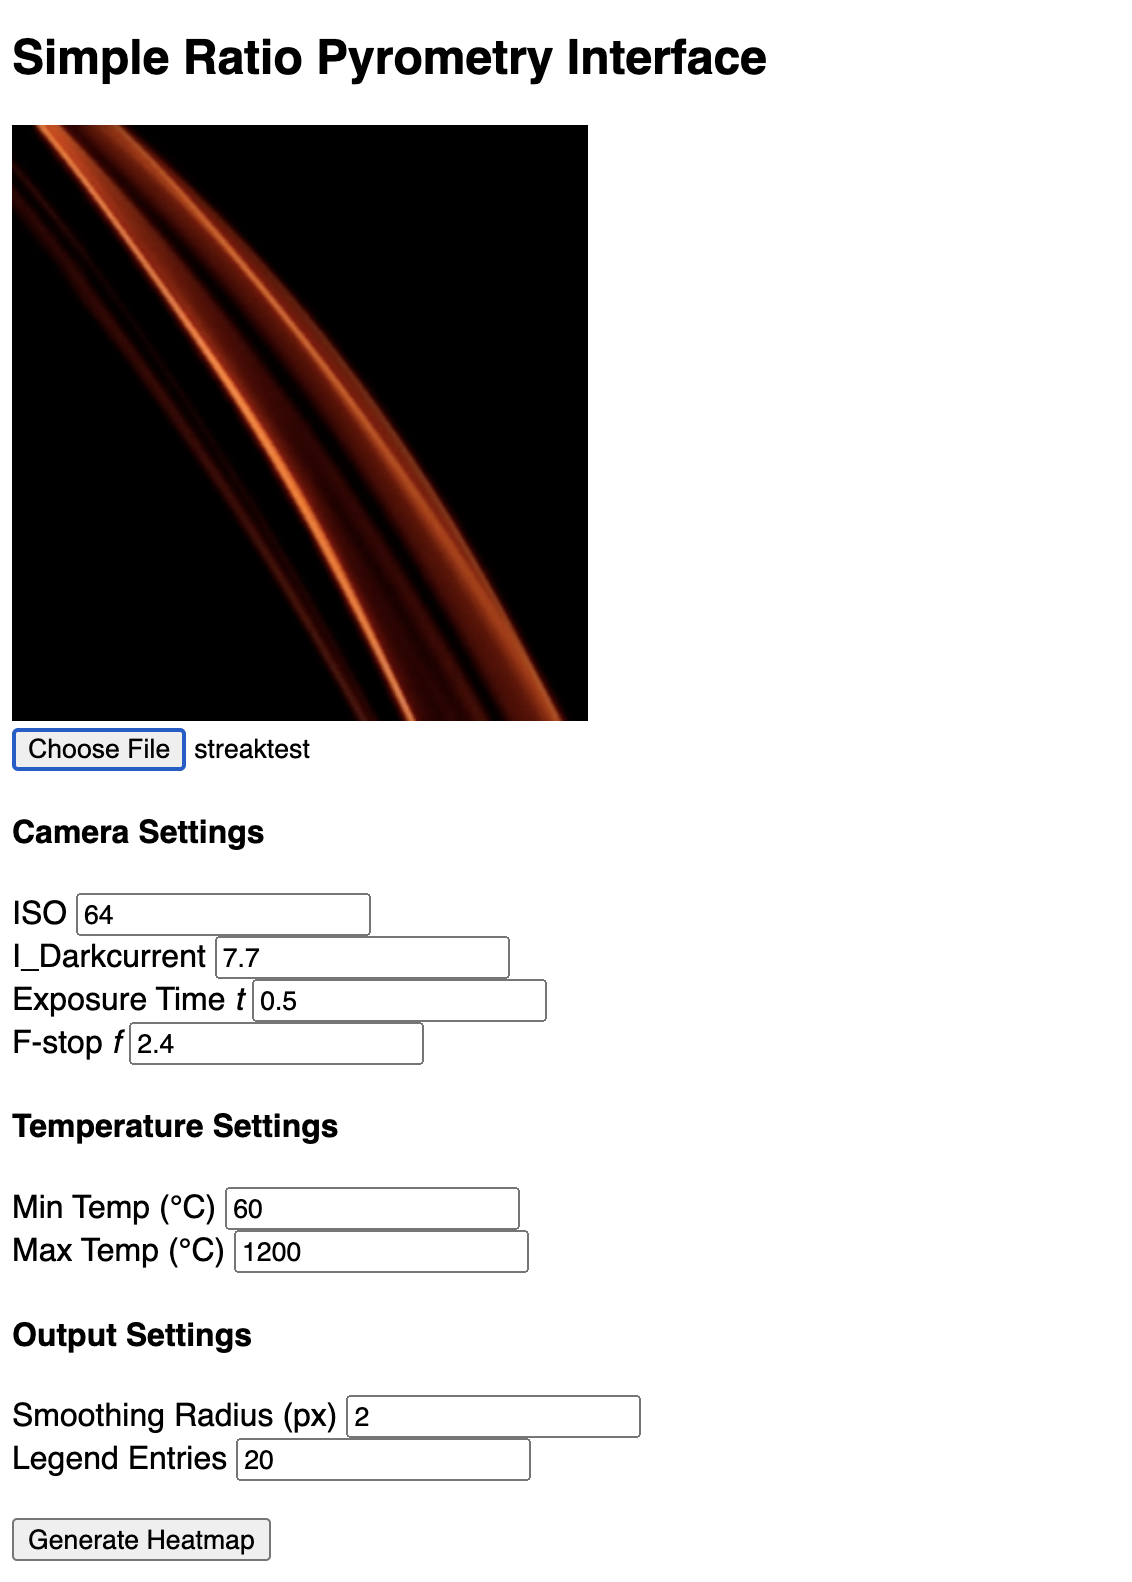 Simple Ratio Pyrometry Interface
Choose File streaktest
Camera Settings
ISO 64
I_Darkcurrent 7.7
Exposure Time t 0.5
F-stop f 2.4
Temperature Settings
Min Temp (°C) 60
Max Temp (°C) 1200
Output Settings
Smoothing Radius (px) 2
Legend Entries 20
Generate Heatmap